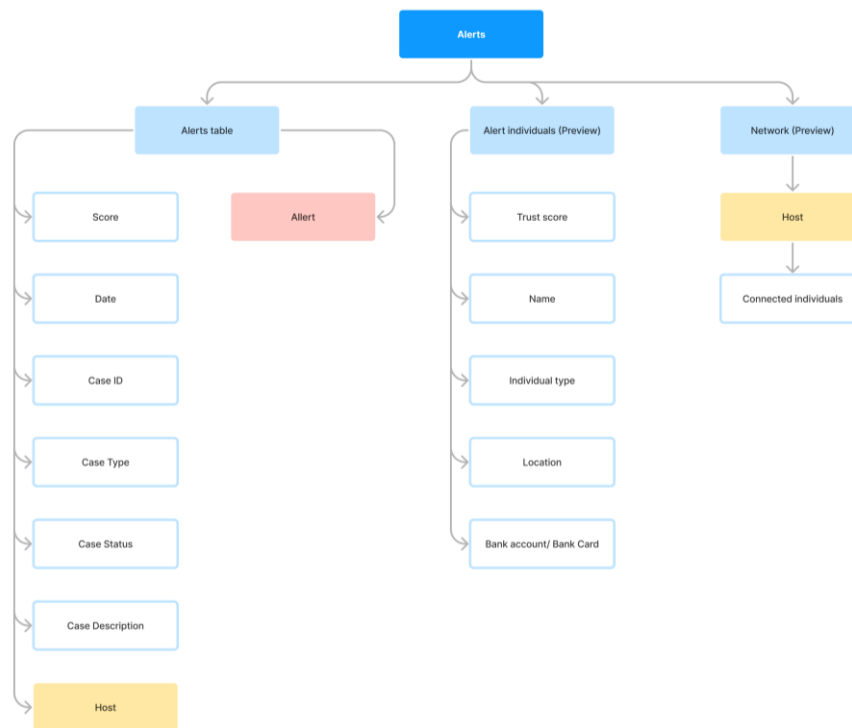 Alerts
Alerts table
Alert individuals (Preview)
Network (Preview)
Score
Allert
Trust score
Host
Date
Name
Connected individuals
Case ID
Individual type
Case Type
Location
Case Status
Bank account/ Bank Card
Case Description
Host